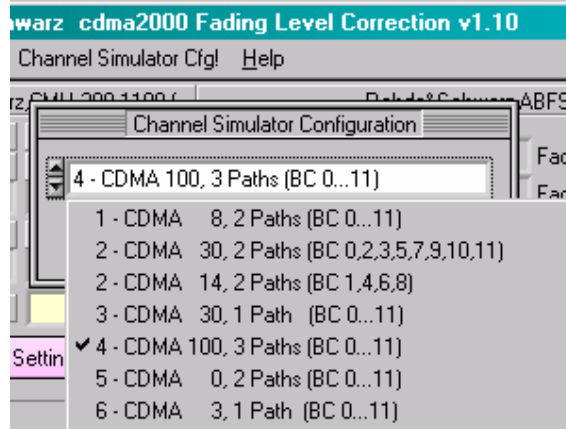 warz cdma2000 Fading Level Correction v1.10
Channel Simulator Cfg! Help
Channel Simulator Configuration
ABFS
4 - CDMA 100, 3 Paths (BC 0...11)
Fad
1 - CDMA 8, 2 Paths (BC 0...11)
2 - CDMA 30, 2 Paths (BC 0,2,3,5,7,9,10,11)
2 - CDMA 14, 2 Paths (BC 1,4,6,8)
3 - CDMA 30, 1 Path (BC 0...11)
Settin
✔ 4 - CDMA 100, 3 Paths (BC 0...11)
5 - CDMA 0, 2 Paths (BC 0...11)
6 - CDMA 3, 1 Path (BC 0...11)